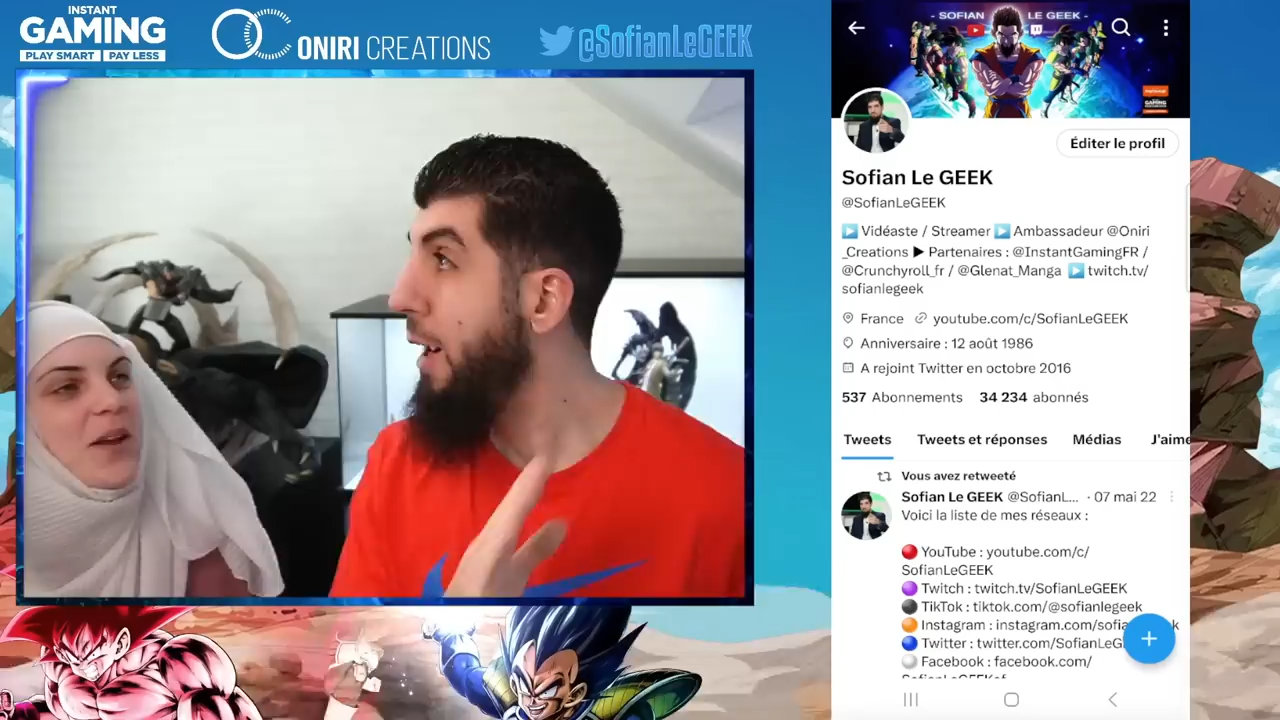 INSTANT
GAMING
PLAY SMART PAY LESS
ONIRI CREATIONS
@SofianLeGEEK
- SOFIAN LE GEEK -
Éditer le profil
Sofian Le GEEK
@SofianLeGEEK
Vidéaste / Streamer Ambassadeur @Oniri
_Creations Partenaires : @InstantGamingFR /
@Crunchyroll_fr / @Glenat_Manga twitch.tv/
sofianlegeek
France youtube.com/c/SofianLeGEEK
Anniversaire : 12 août 1986
A rejoint Twitter en octobre 2016
537 Abonnements 34 234 abonnés
Tweets Tweets et réponses Médias J'aime
Vous avez retweeté
Sofian Le GEEK @SofianL... · 07 mai 22
Voici la liste de mes réseaux :
YouTube : youtube.com/c/
SofianLeGEEK
Twitch : twitch.tv/SofianLeGEEK
TikTok : tiktok.com/@sofianlegeek
Instagram : instagram.com/sofia k
Twitter : twitter.com/SofianLeG
Facebook : facebook.com/